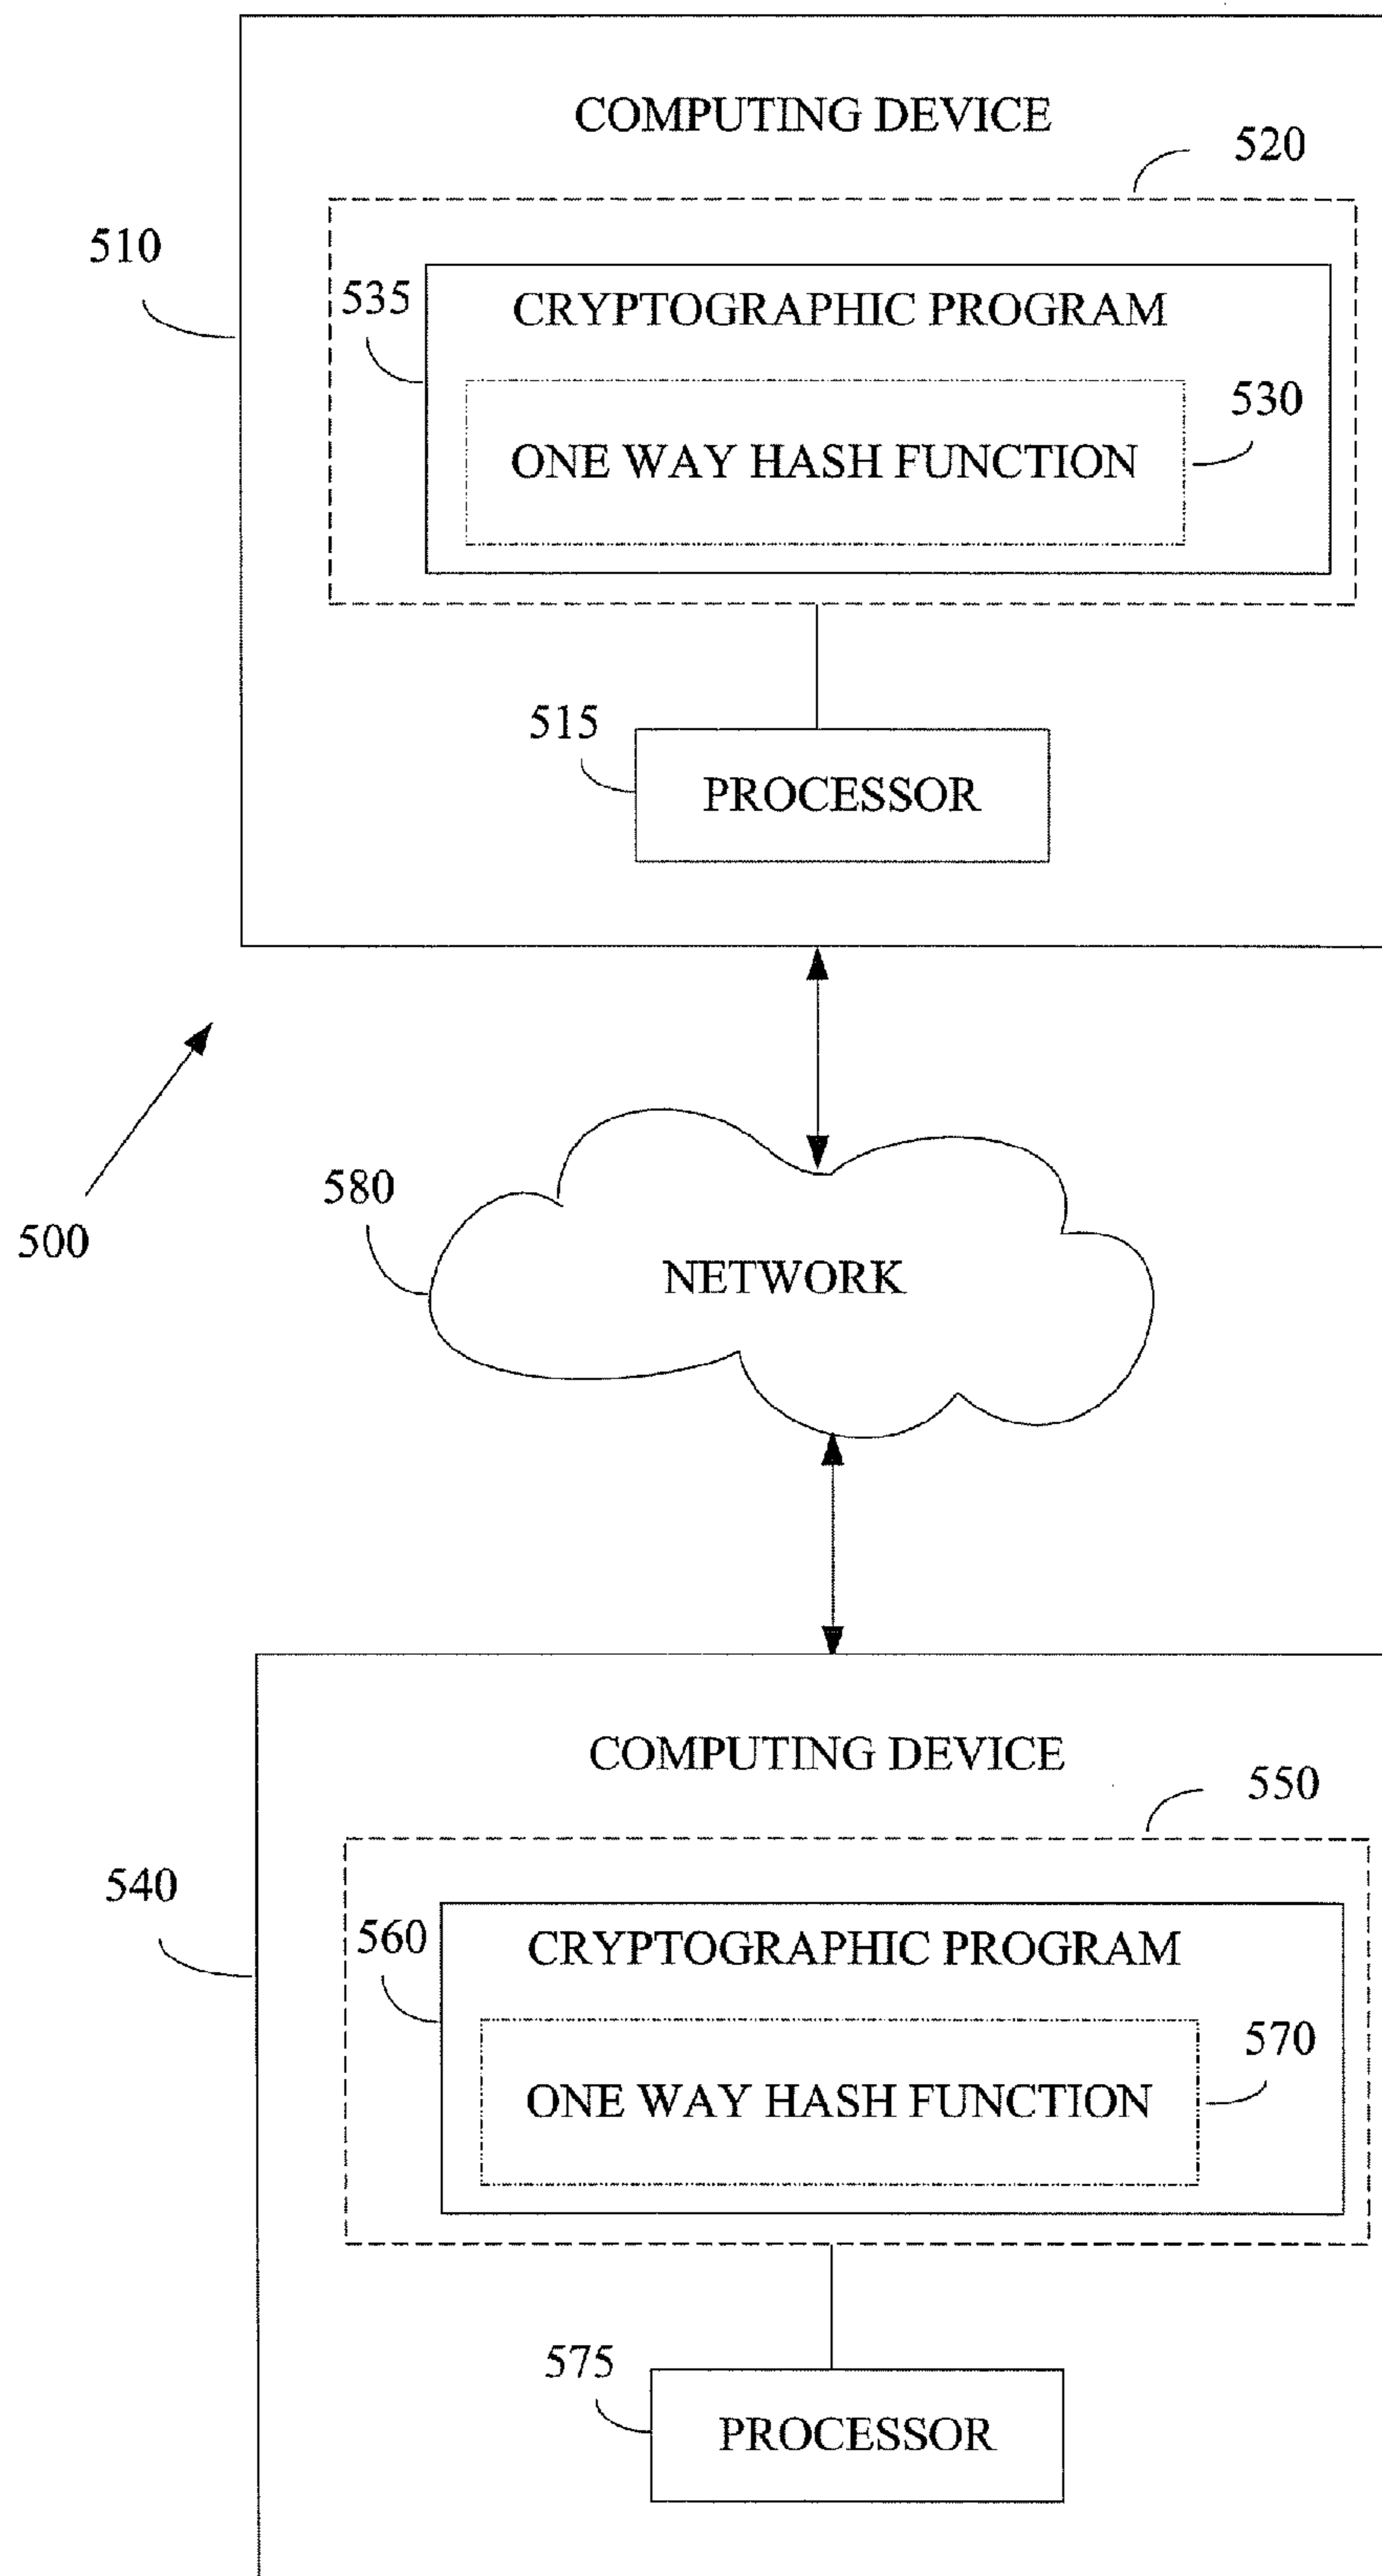 COMPUTING DEVICE
520
510
535
CRYPTOGRAPHIC PROGRAM
530
ONE WAY HASH FUNCTION
515
PROCESSOR
580
500
NETWORK
COMPUTING DEVICE
550
540
560
CRYPTOGRAPHIC PROGRAM
570
ONE WAY HASH FUNCTION
575
PROCESSOR